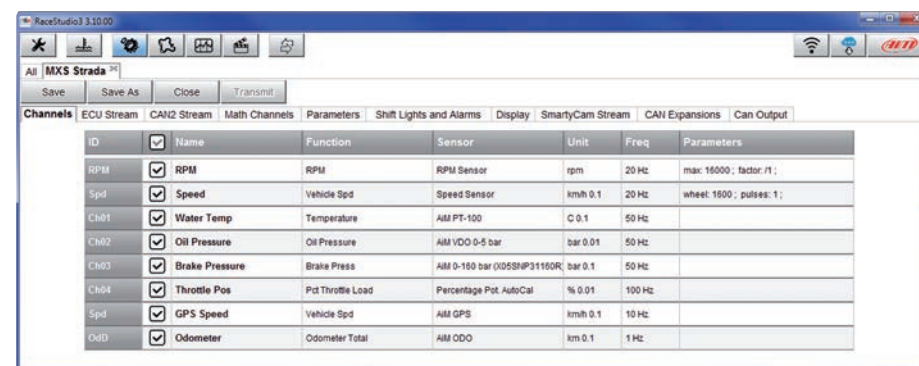 RaceStudio3 3.10.00
AiM
All MXS Strada
Save Save As Close Transmit
Channels ECU Stream CAN2 Stream Math Channels Parameters Shift Lights and Alarms Display SmartyCam Stream CAN Expansions Can Output
ID Name Function Sensor Unit Freq Parameters
RPM RPM RPM RPM Sensor rpm 20 Hz max: 16000 ; factor: /1 ;
Spd Speed Vehicle Spd Speed Sensor km/h 0.1 20 Hz wheel: 1600 ; pulses: 1 ;
Ch01 Water Temp Temperature AiM PT-100 C 0.1 50 Hz
Ch02 Oil Pressure Oil Pressure AiM VDO 0-5 bar bar 0.01 50 Hz
Ch03 Brake Pressure Brake Press AiM 0-160 bar (X05SNP31160R) bar 0.1 50 Hz
Ch04 Throttle Pos Pct Throttle Load Percentage Pot. AutoCal % 0.01 100 Hz
Spd GPS Speed Vehicle Spd AiM GPS km/h 0.1 10 Hz
OdD Odometer Odometer Total AiM ODO km 0.1 1 Hz